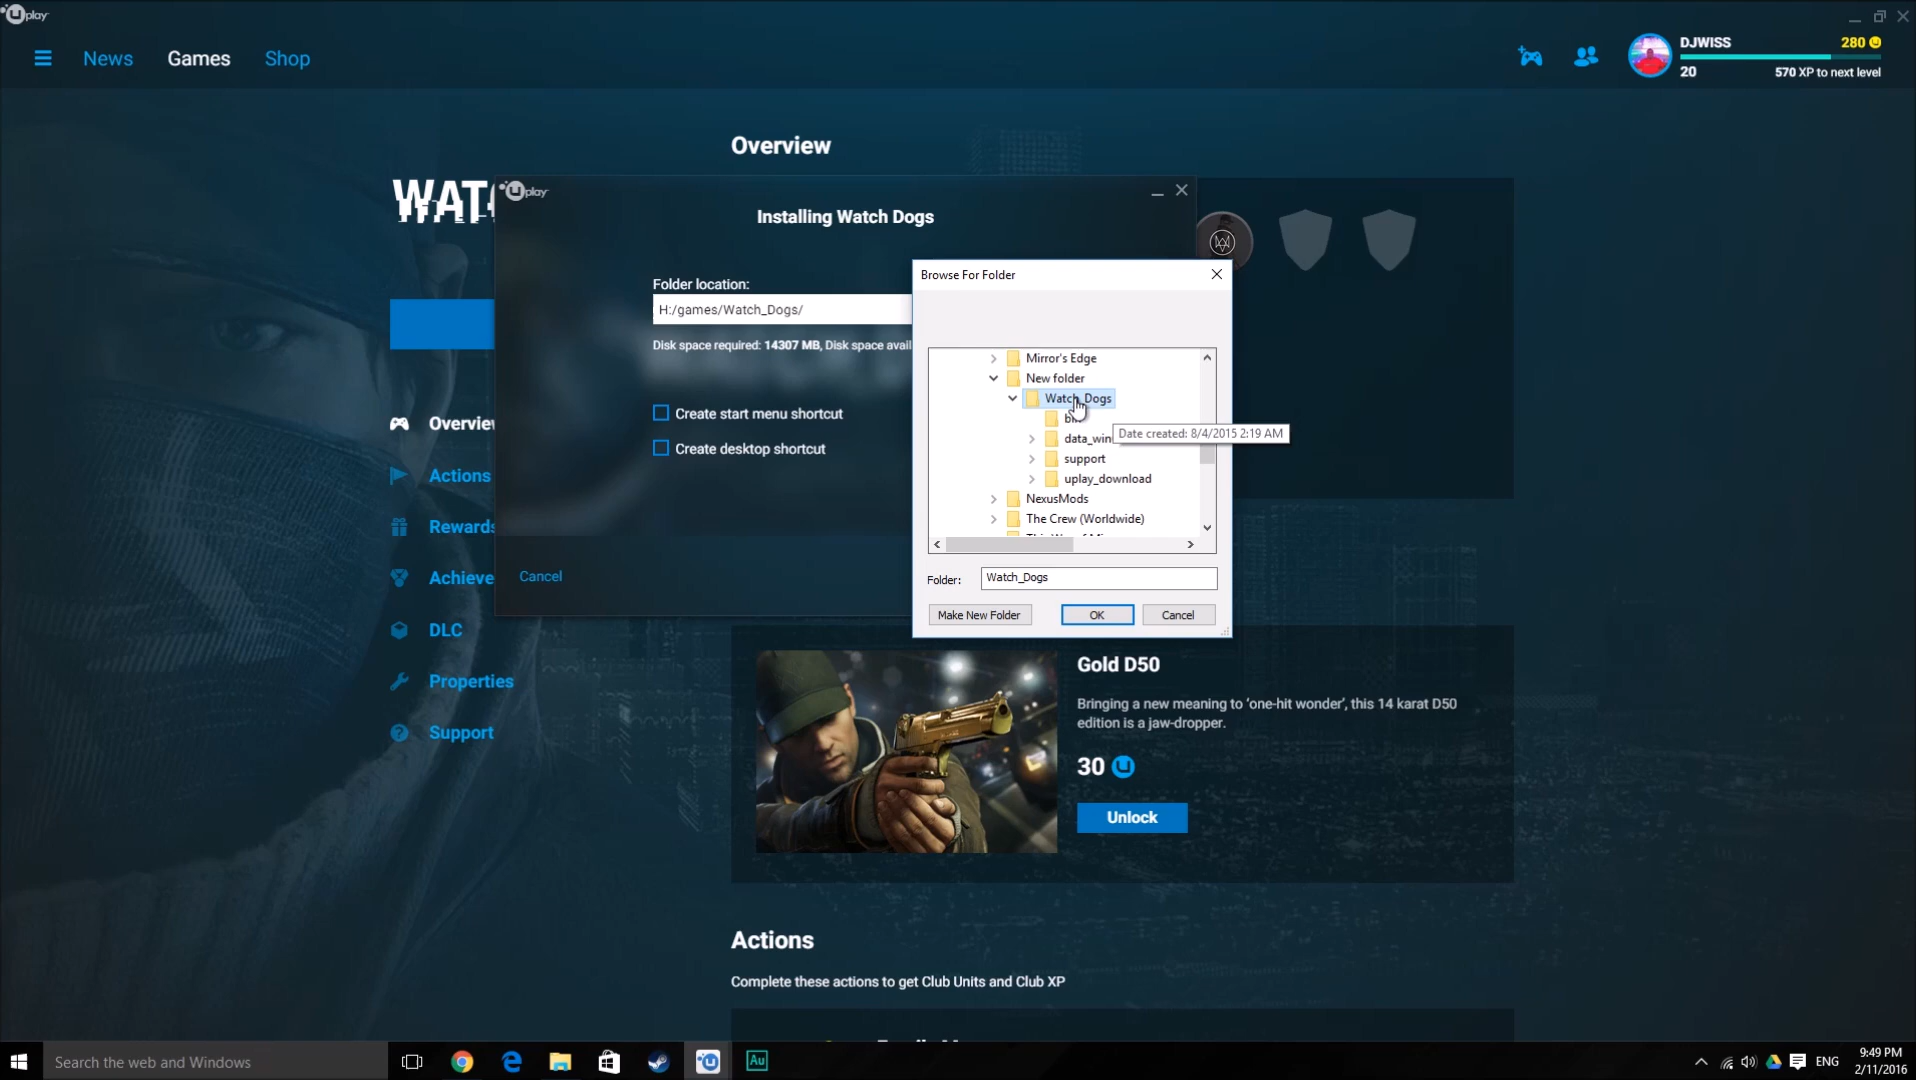 Uplay
News
Games
Shop
DJWISS
280
20
570 XP to next level
Overview
WAT
Uplay
Installing Watch Dogs
Folder location:
H:/games/Watch_Dogs/
Disk space required: 14307 MB, Disk space avail
Create start menu shortcut
Create desktop shortcut
Cancel
Browse For Folder
Mirror's Edge
New folder
Watch_Dogs
data_win
Date created: 8/4/2015 2:19 AM
support
uplay_download
NexusMods
The Crew (Worldwide)
Folder:
Watch_Dogs
Make New Folder
OK
Cancel
Overvie
Actions
Rewards
Achieve
DLC
Properties
Support
Gold D50
Bringing a new meaning to 'one-hit wonder', this 14 karat D50
edition is a jaw-dropper.
30
Unlock
Actions
Complete these actions to get Club Units and Club XP
Search the web and Windows
Au
ENG
9:49 PM
2/11/2016